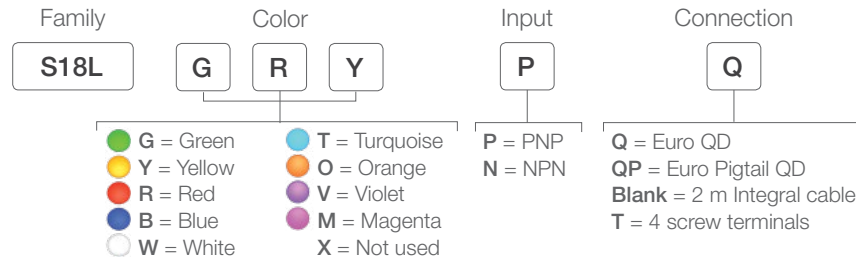 Family Color Input Connection
S18L G R Y P Q
G = Green T = Turquoise P = PNP Q = Euro QD
Y = Yellow O = Orange N = NPN QP = Euro Pigtail QD
R = Red V = Violet Blank = 2 m Integral cable
B = Blue M = Magenta T = 4 screw terminals
W = White X = Not used